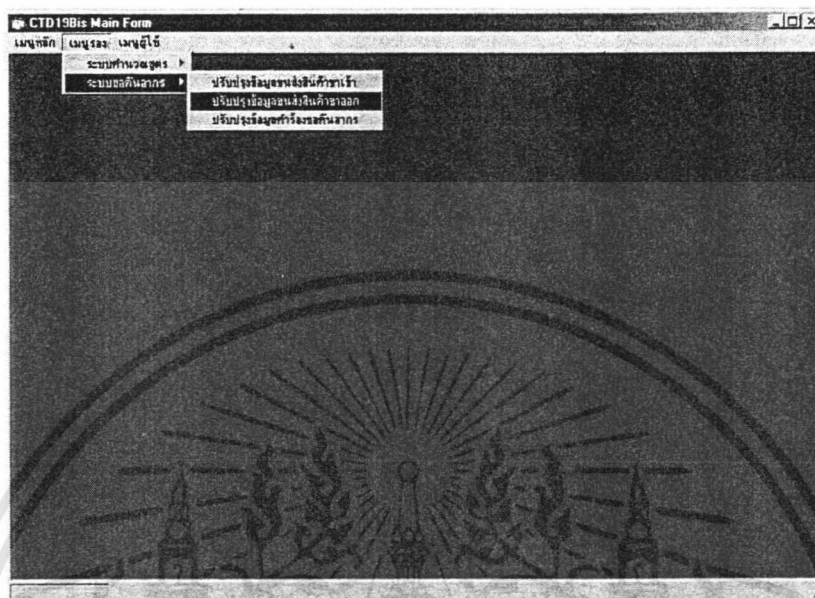 CTD19Bis Main Form
เมนูหลัก เมนูรอง เมนูผู้ใช้
ระบบคำนวณสูตร
ระบบขอคืนอากร
ปรับปรุงข้อมูลขนส่งสินค้าขาเข้า
ปรับปรุงข้อมูลขนส่งสินค้าขาออก
ปรับปรุงข้อมูลคำร้องขอคืนอากร